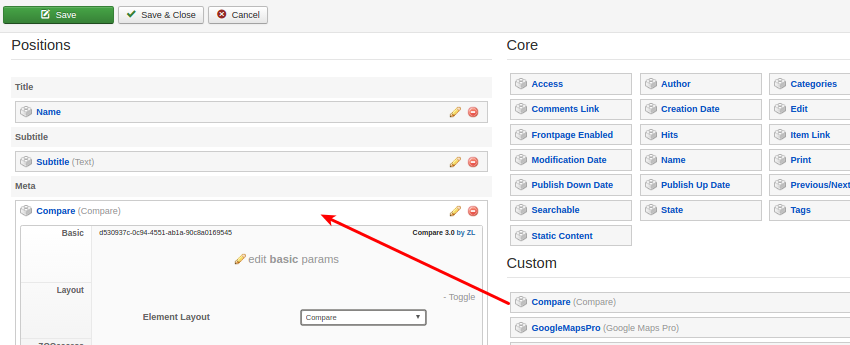 Save
Save & Close
Cancel
Positions
Title
Name
Subtitle
Subtitle (Text)
Meta
Compare (Compare)
Basic
d530937c-0c94-4551-ab1a-90c8a0169545
Compare 3.0 by ZL
edit basic params
Layout
- Toggle
Element Layout
Compare
Core
Access
Author
Categories
Comments Link
Creation Date
Edit
Frontpage Enabled
Hits
Item Link
Modification Date
Name
Print
Publish Down Date
Publish Up Date
Previous/Next
Searchable
State
Tags
Static Content
Custom
Compare (Compare)
GoogleMapsPro (Google Maps Pro)